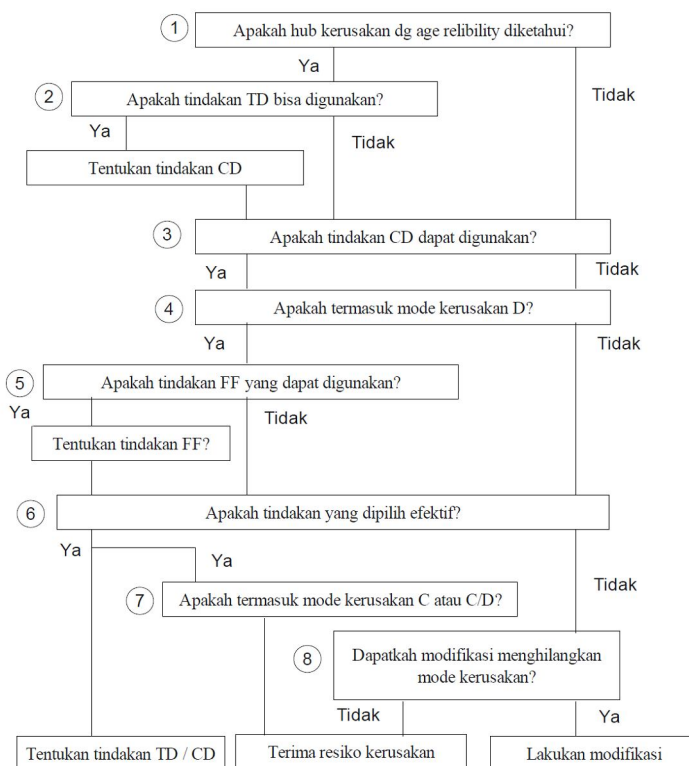 1
Apakah hub kerusakan dg age relibility diketahui?
Ya
Tidak
2
Apakah tindakan TD bisa digunakan?
Ya
Tidak
Tentukan tindakan CD
3
Apakah tindakan CD dapat digunakan?
Ya
Tidak
4
Apakah termasuk mode kerusakan D?
Ya
Tidak
5
Apakah tindakan FF yang dapat digunakan?
Ya
Tidak
Tentukan tindakan FF?
6
Apakah tindakan yang dipilih efektif?
Ya
Ya
Tidak
7
Apakah termasuk mode kerusakan C atau C/D?
8
Dapatkah modifikasi menghilangkan
mode kerusakan?
Tidak
Ya
Tentukan tindakan TD / CD
Terima resiko kerusakan
Lakukan modifikasi